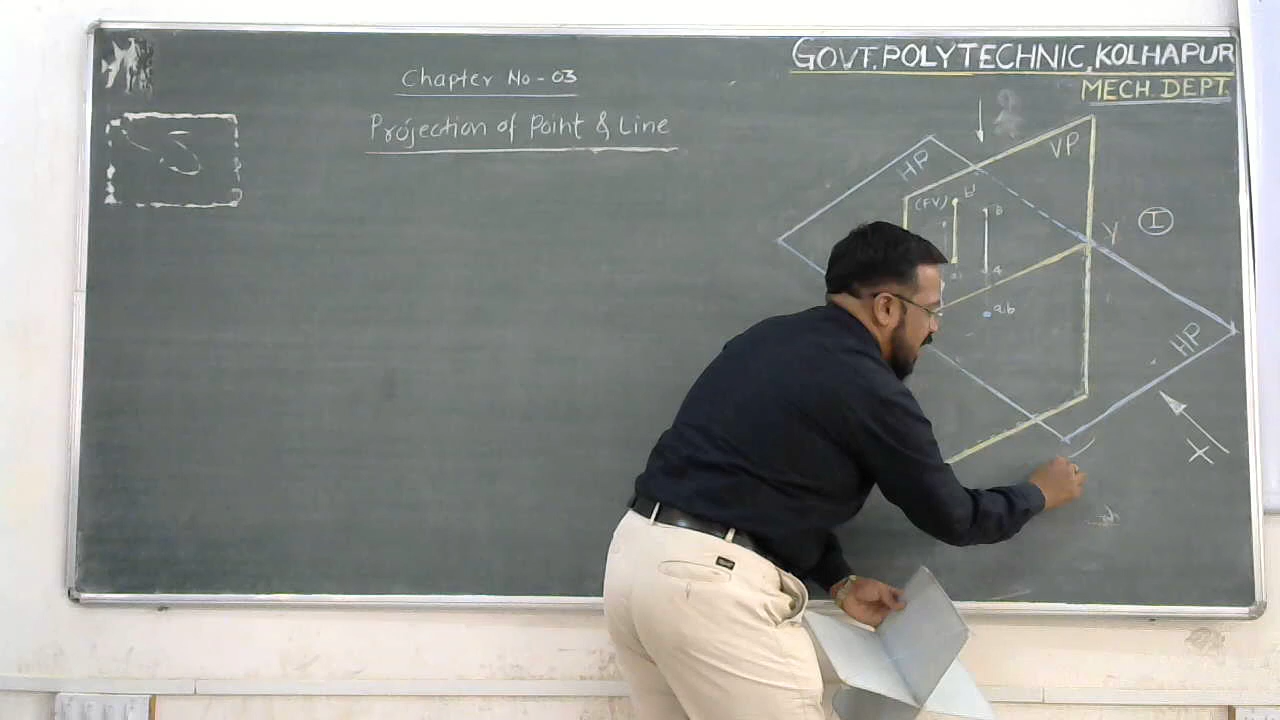 GOVT. POLYTECHNIC, KOLHAPUR
MECH. DEPT.
Chapter No - 03
Projection of Point & Line
HP
VP
(FV) b'
B
Y
I
a'
A
a,b
HP
X